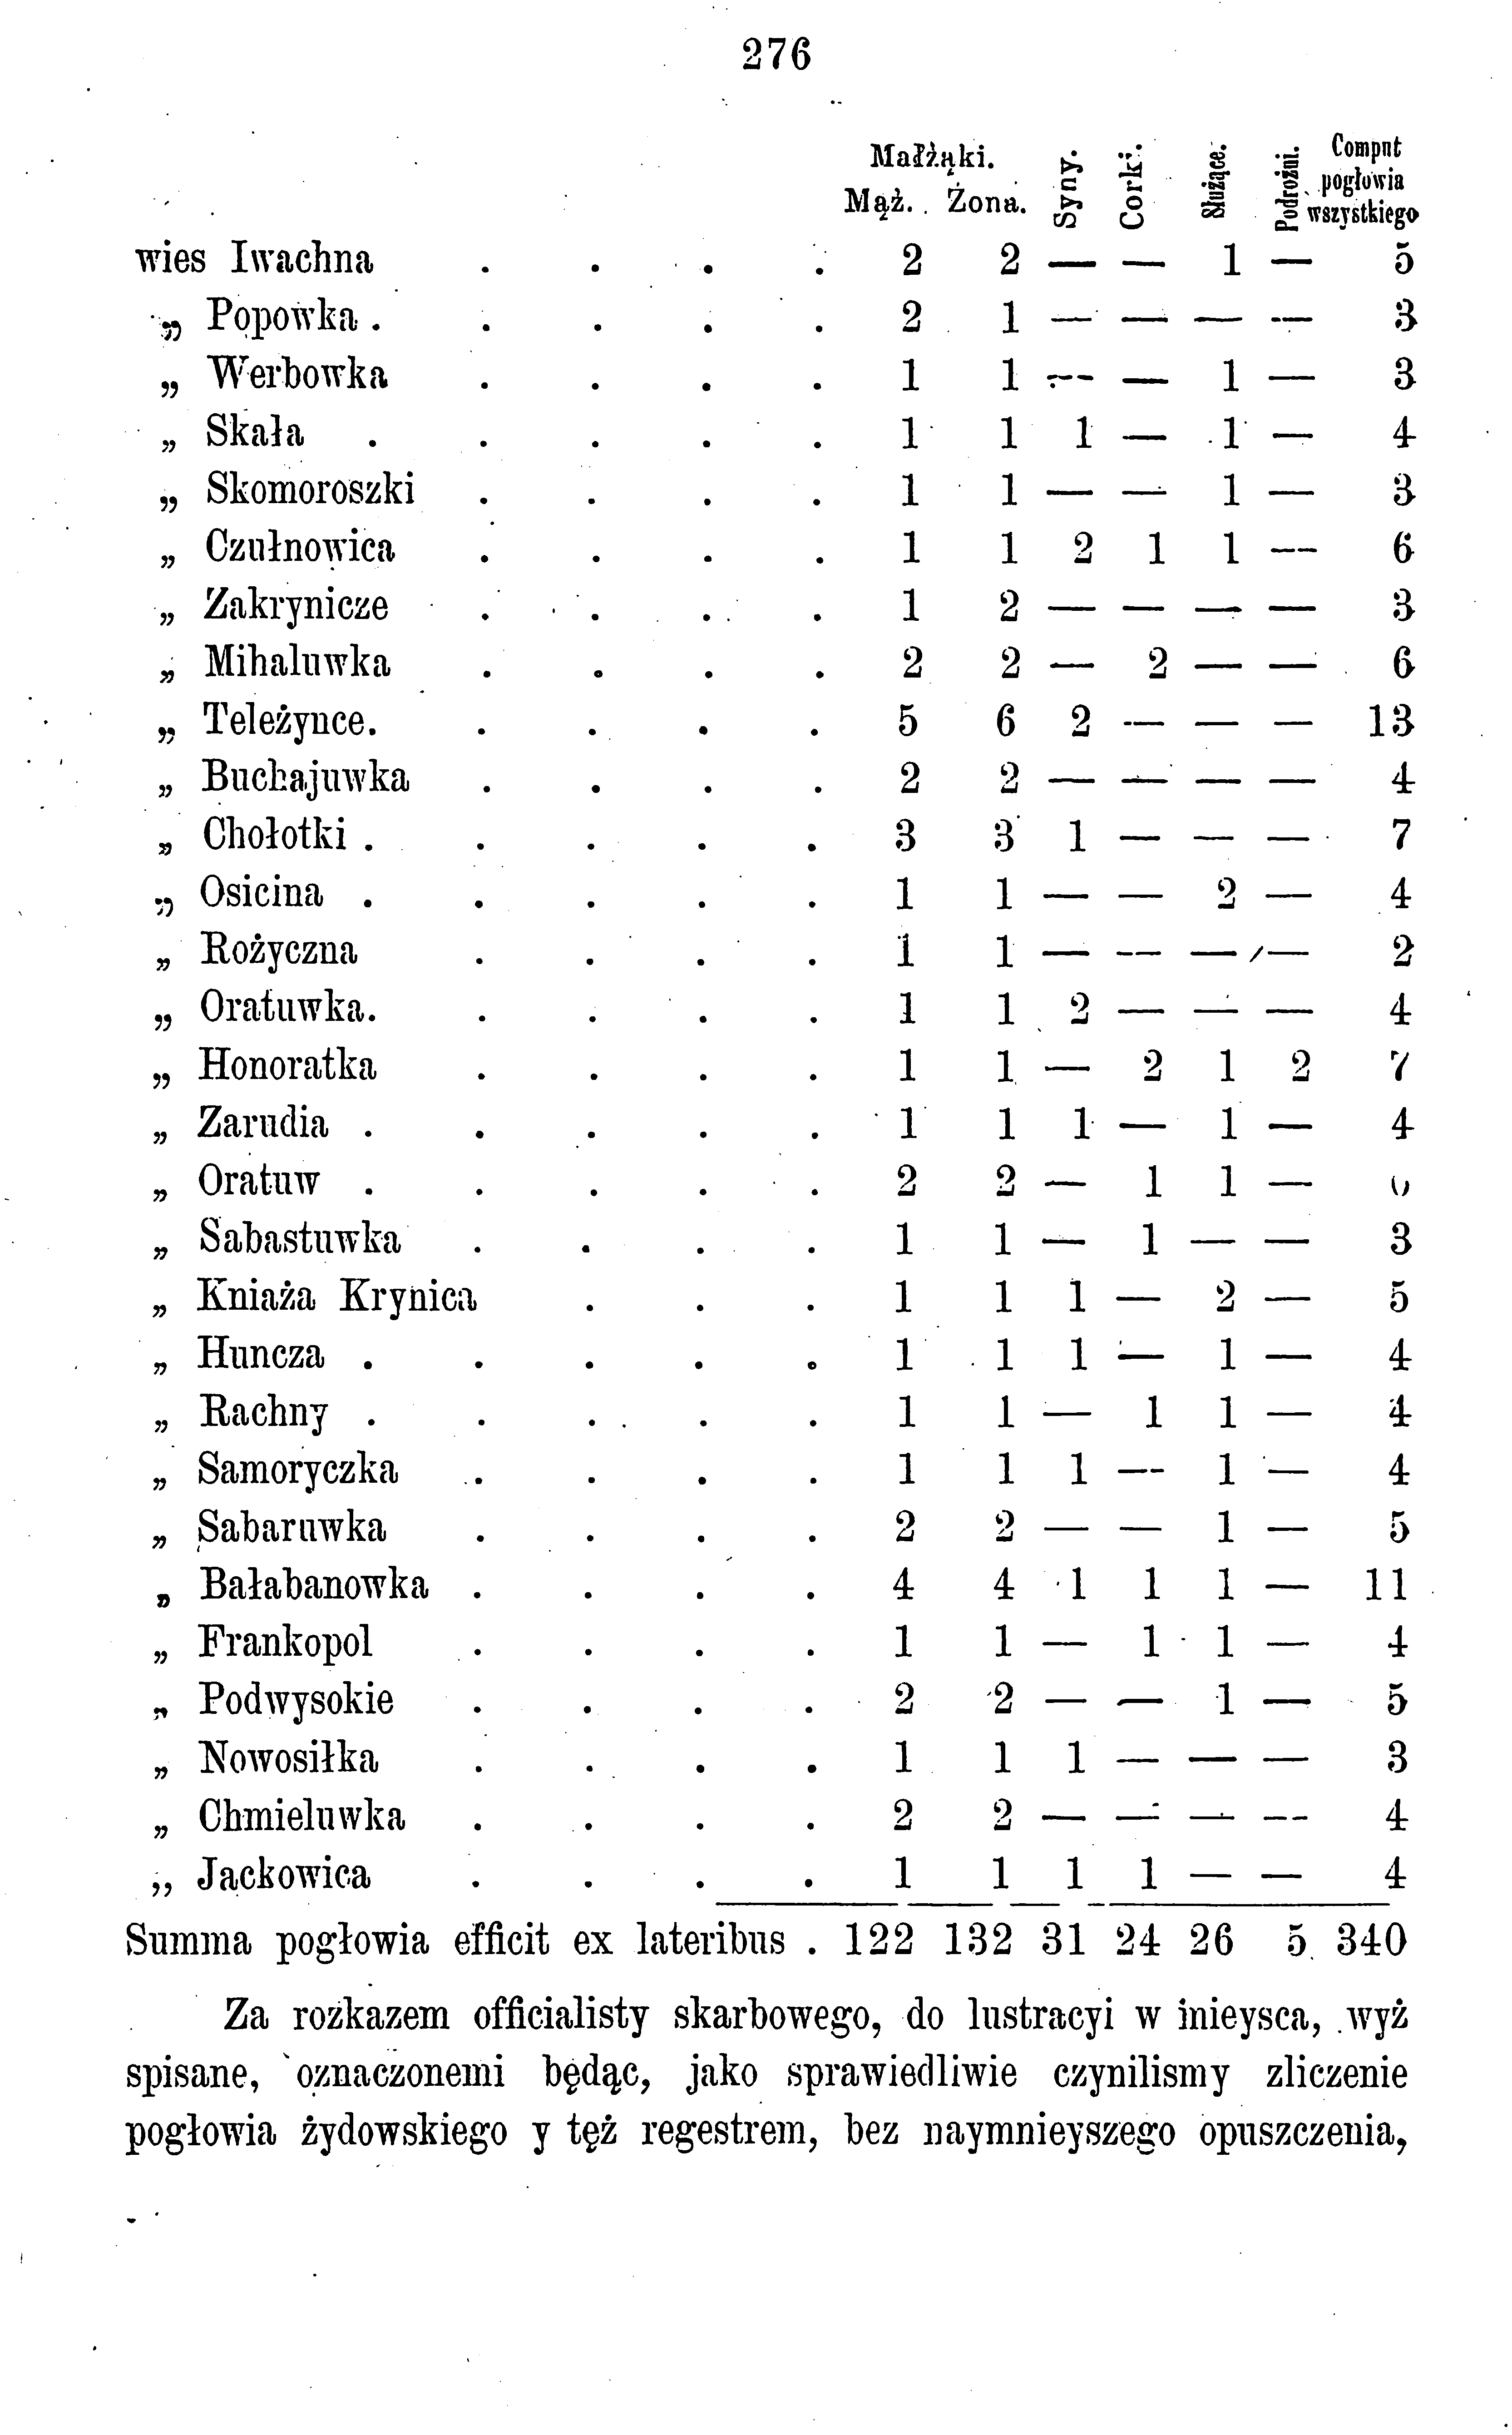 276
Małżąki. Syny. Corki. Służące. Podrożni. Comput
pogłowia
Mąż. Żona. wszystkiego
wies Iwachna . . . . 2 2 — — 1 — 5
„ Popowka . . . . . 2 1 — — — — 3
„ Werbowka . . . . 1 1 — — 1 — 3
„ Skała . . . . . 1 1 1 — 1 — 4
„ Skomoroszki . . . . 1 1 — — 1 — 3
„ Czułnowica . . . . 1 1 2 1 1 — 6
„ Zakrynicze . . . . 1 2 — — — — 3
„ Mihaluwka . . . . 2 2 — 2 — — 6
„ Teleżynce. . . . . 5 6 2 — — — 13
„ Buchajuwka . . . . 2 2 — — — — 4
„ Chołotki . . . . . 3 3 1 — — — 7
„ Osicina . . . . . 1 1 — — 2 — 4
„ Rożyczna . . . . 1 1 — — — — 2
„ Oratuwka. . . . . 1 1 2 — — — 4
„ Honoratka . . . . 1 1 — 2 1 2 7
„ Zarudia . . . . . 1 1 1 — 1 — 4
„ Oratuw . . . . . 2 2 — 1 1 —
„ Sabastuwka . . . . 1 1 — 1 — — 3
„ Kniaża Krynica . . . 1 1 1 — 2 — 5
„ Huncza . . . . . 1 1 1 — 1 — 4
„ Rachny . . . . . 1 1 — 1 1 — 4
„ Samoryczka . . . . 1 1 1 — 1 — 4
„ Sabaruwka . . . . 2 2 — — 1 — 5
„ Bałabanowka . . . . 4 4 1 1 1 — 11
„ Frankopol . . . . 1 1 — 1 1 — 4
„ Podwysokie . . . . 2 2 — — 1 — 5
„ Nowosiłka . . . . 1 1 1 — — — 3
„ Chmieluwka . . . . 2 2 — — — — 4
„ Jackowica . . . . 1 1 1 1 — — 4
Summa pogłowia efficit ex lateribus . 122 132 31 24 26 5 340
Za rozkazem officialisty skarbowego, do lustracyi w inieysca, wyż
spisane, oznaczonemi będąc, jako sprawiedliwie czynilismy zliczenie
pogłowia żydowskiego y tęż regestrem, bez naymnieyszego opuszczenia,